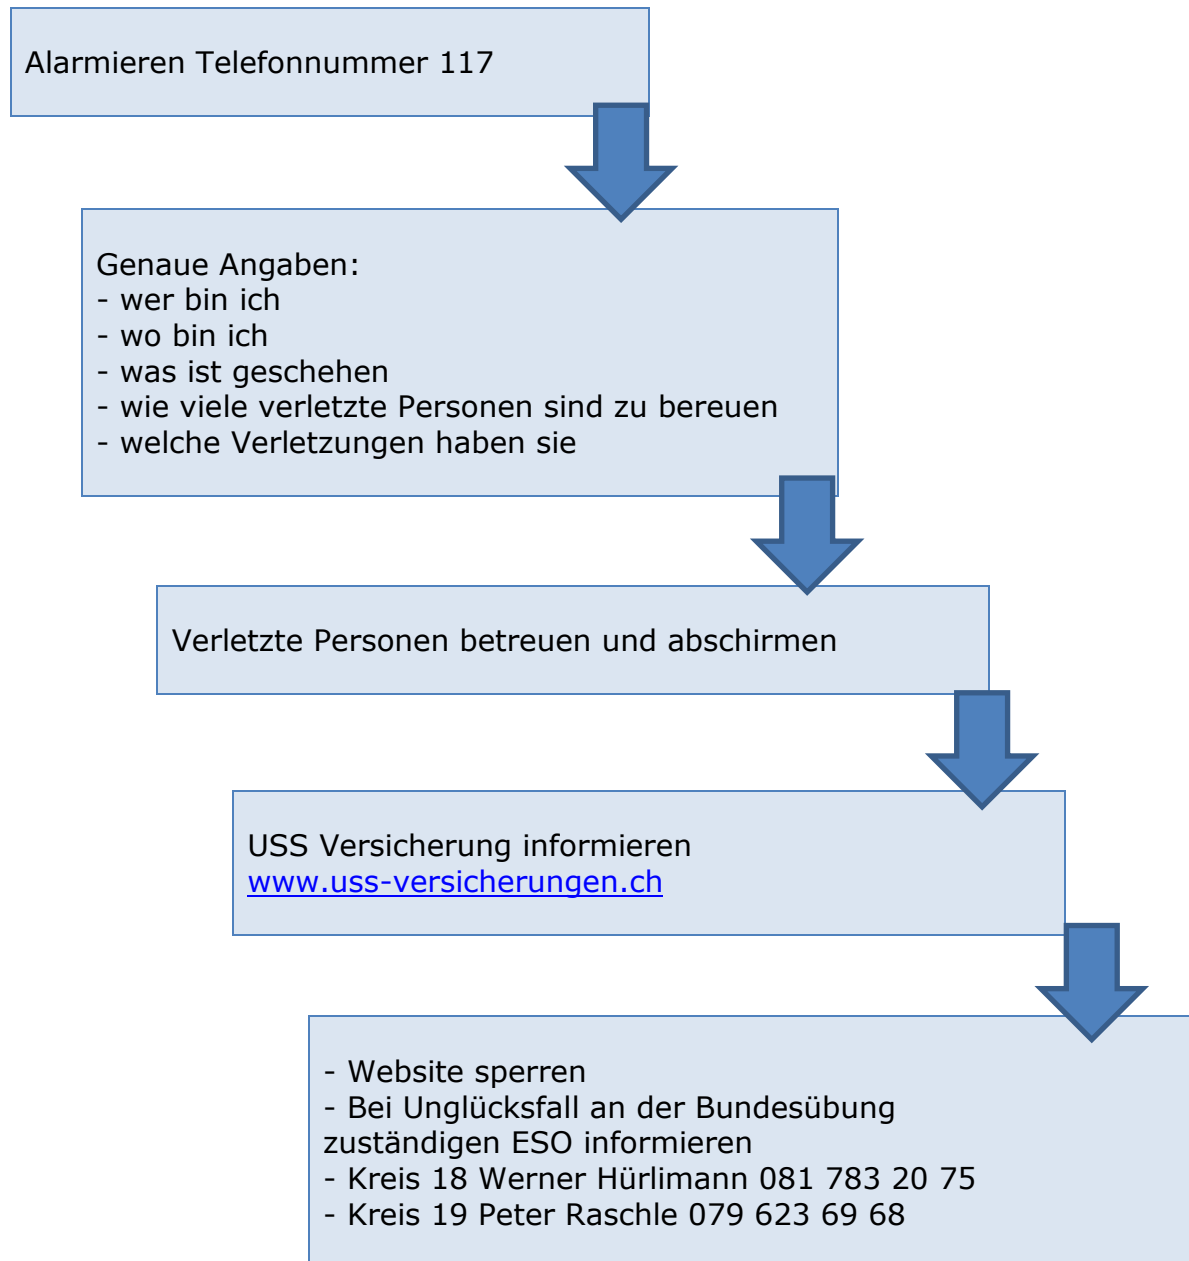 Alarmieren Telefonnummer 117
Genaue Angaben:
- wer bin ich
- wo bin ich
- was ist geschehen
- wie viele verletzte Personen sind zu bereuen
- welche Verletzungen haben sie
Verletzte Personen betreuen und abschirmen
USS Versicherung informieren
www.uss-versicherungen.ch
- Website sperren
- Bei Unglücksfall an der Bundesübung
zuständigen ESO informieren
- Kreis 18 Werner Hürlimann 081 783 20 75
- Kreis 19 Peter Raschle 079 623 69 68